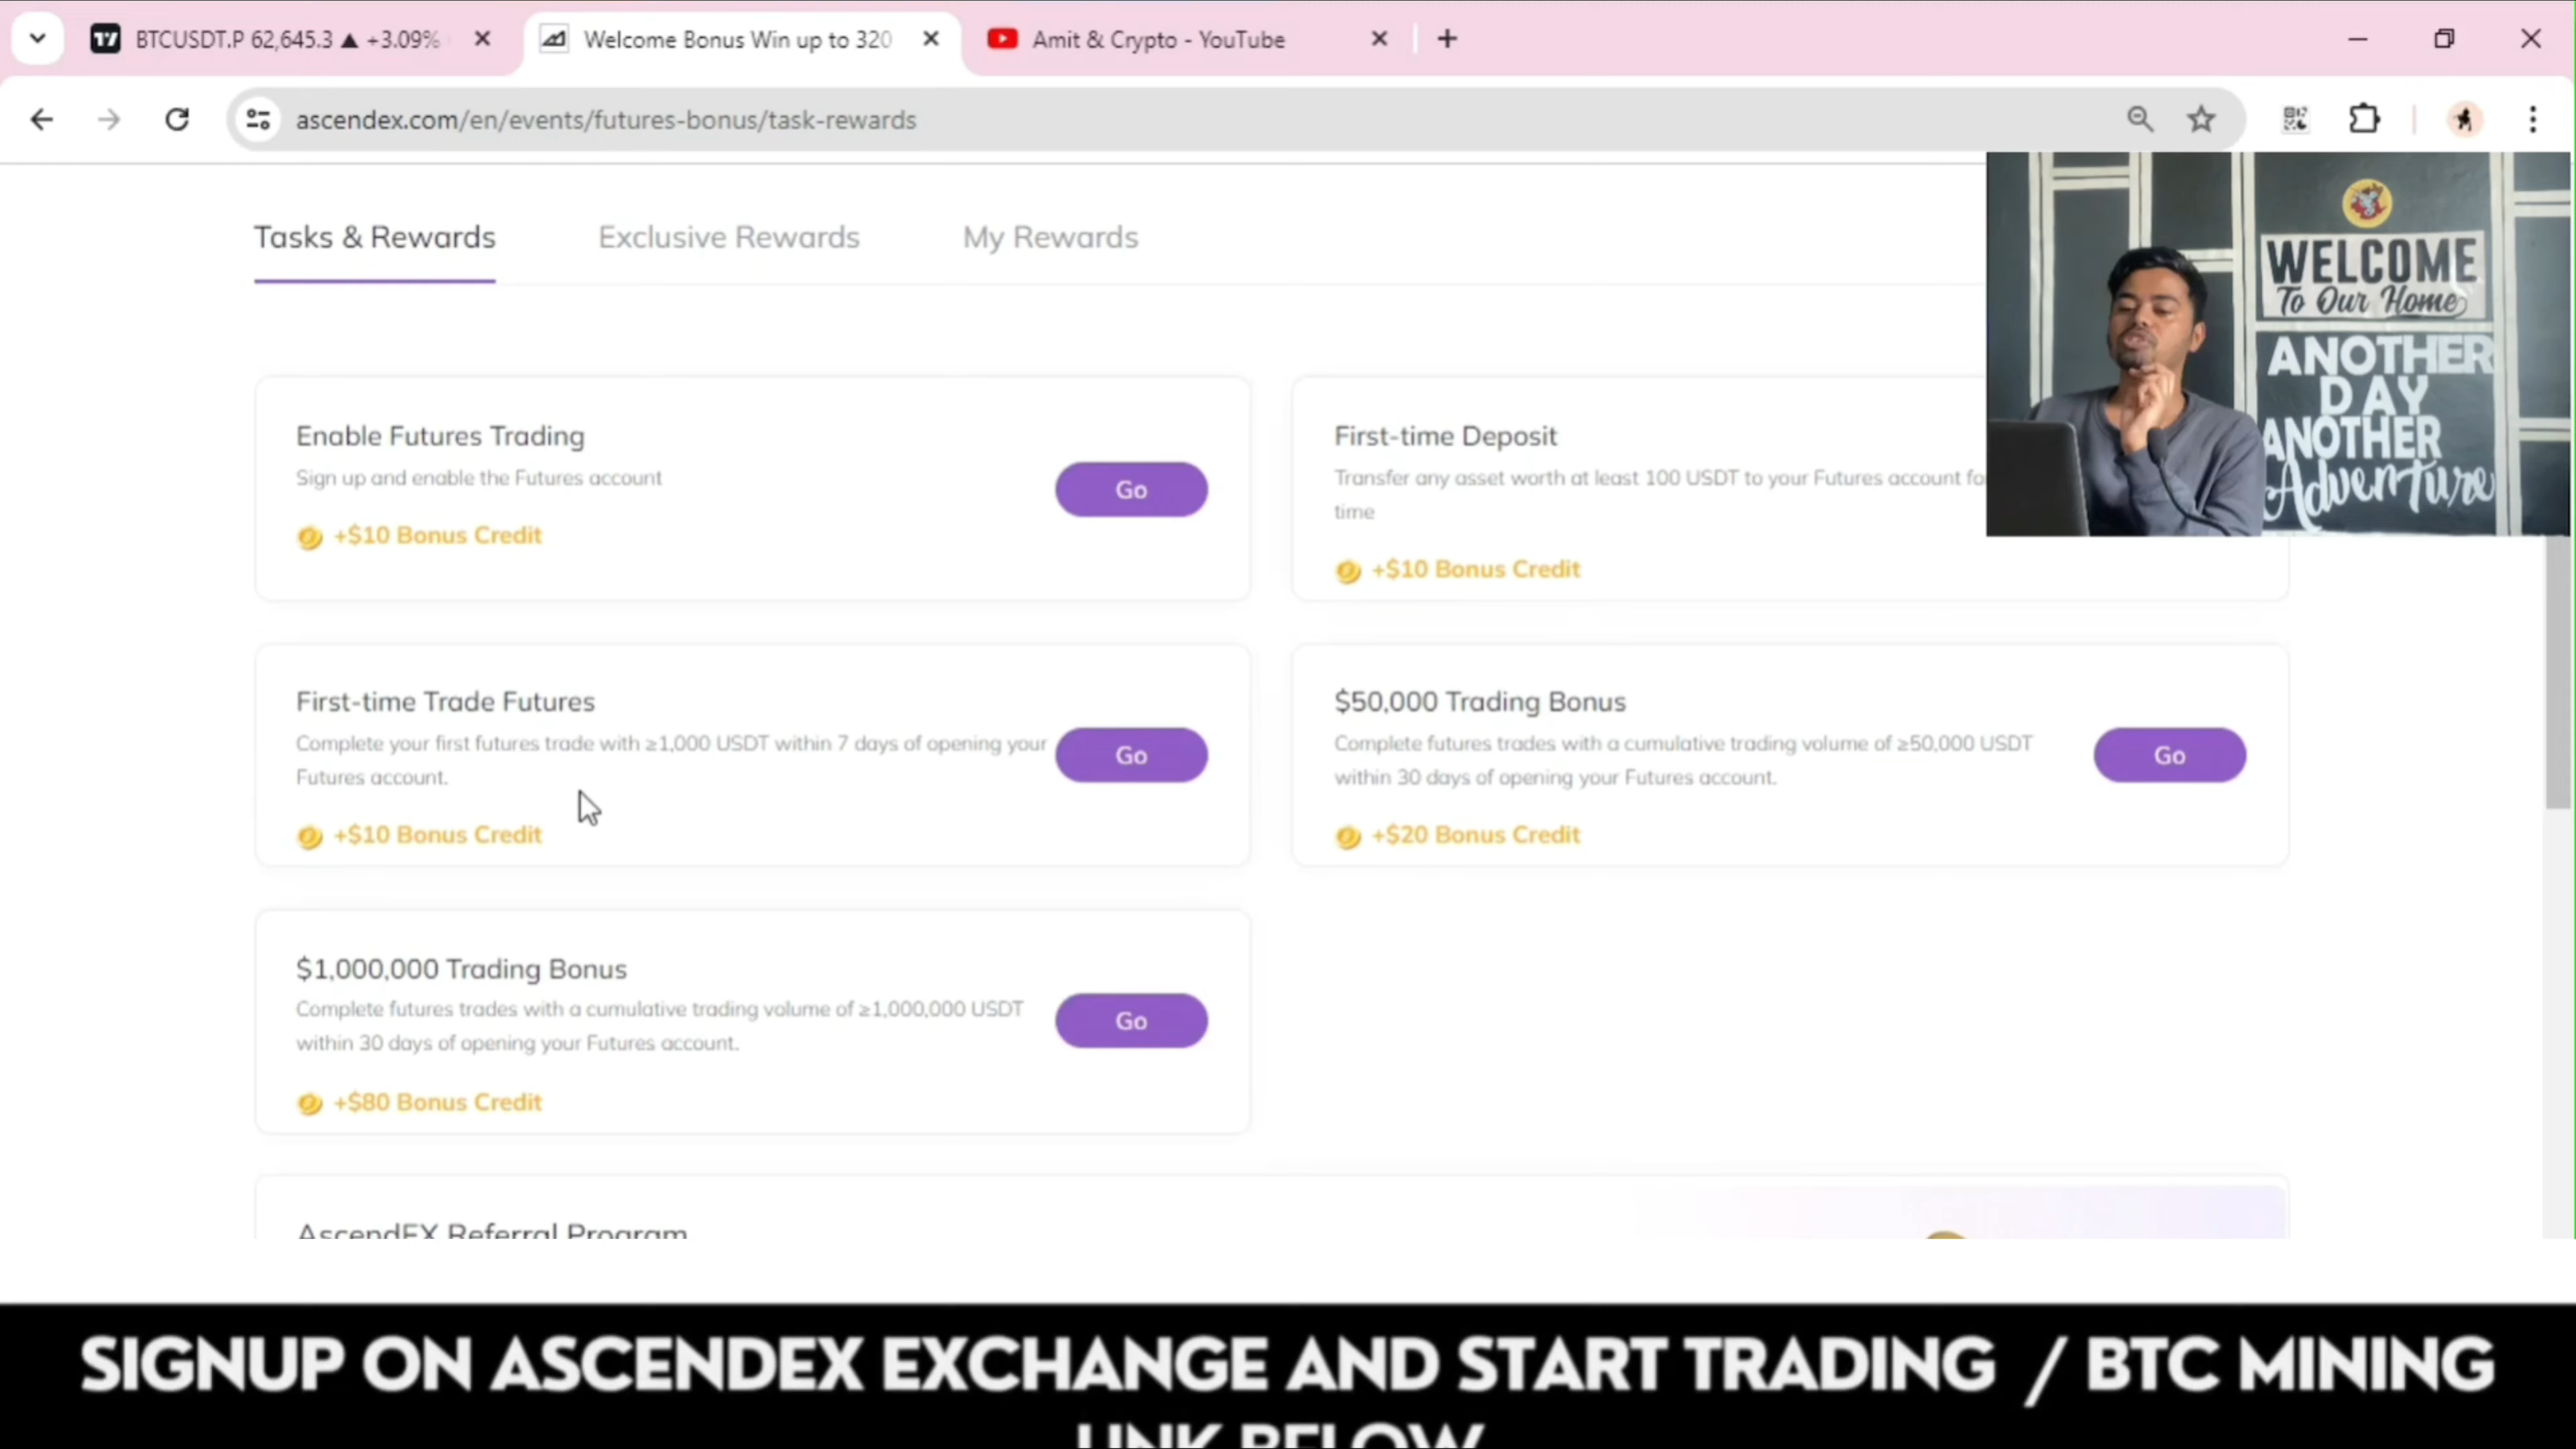 BTCUSDT.P 62,645.3 ▲ +3.09%
Welcome Bonus Win up to 320
Amit & Crypto - YouTube
ascendex.com/en/events/futures-bonus/task-rewards
Tasks & Rewards
Exclusive Rewards
My Rewards
WELCOME
To Our Home
ANOTHER
DAY
ANOTHER
Adventure
Enable Futures Trading
Sign up and enable the Futures account
Go
+$10 Bonus Credit
First-time Deposit
Transfer any asset worth at least 100 USDT to your Futures account
time
+$10 Bonus Credit
First-time Trade Futures
Complete your first futures trade with ≥1,000 USDT within 7 days of opening your
Futures account.
Go
+$10 Bonus Credit
$50,000 Trading Bonus
Complete futures trades with a cumulative trading volume of ≥50,000 USDT
within 30 days of opening your Futures account.
Go
+$20 Bonus Credit
$1,000,000 Trading Bonus
Complete futures trades with a cumulative trading volume of ≥1,000,000 USDT
within 30 days of opening your Futures account.
Go
+$80 Bonus Credit
AscendEX Referral Program
SIGNUP ON ASCENDEX EXCHANGE AND START TRADING / BTC MINING
LINK BELOW